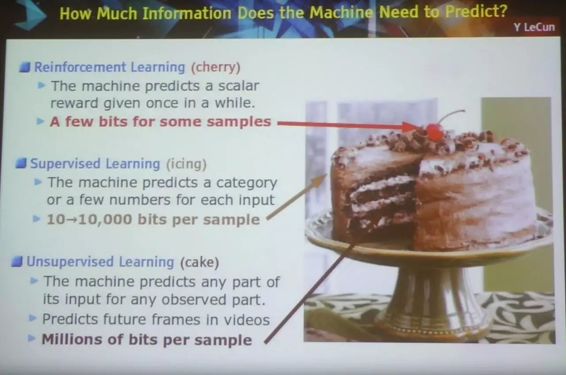 How Much Information Does the Machine Need to Predict?
Y LeCun
Reinforcement Learning (cherry)
The machine predicts a scalar
reward given once in a while.
A few bits for some samples
Supervised Learning (icing)
The machine predicts a category
or a few numbers for each input
10→10,000 bits per sample
Unsupervised Learning (cake)
The machine predicts any part of
its input for any observed part.
Predicts future frames in videos
Millions of bits per sample